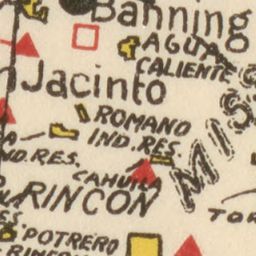 Banning
AGUA
CALIENTE
Jacinto
ROMANO
IND. RES.
ND. RES.
MIS
CAHUILA
RINCON
TOR
POTRERO